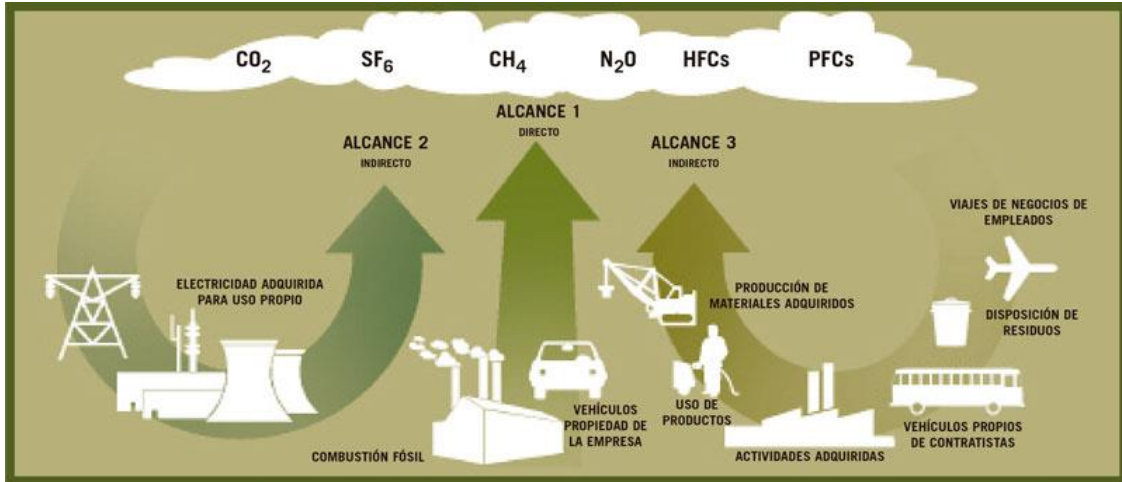 CO2
SF6
CH4
N2O
HFCs
PFCs
ALCANCE 1
DIRECTO
ALCANCE 2
INDIRECTO
ALCANCE 3
INDIRECTO
VIAJES DE NEGOCIOS DE
EMPLEADOS
ELECTRICIDAD ADQUIRIDA
PARA USO PROPIO
PRODUCCIÓN DE
MATERIALES ADQUIRIDOS
DISPOSICIÓN DE
RESIDUOS
VEHÍCULOS
PROPIEDAD DE
LA EMPRESA
USO DE
PRODUCTOS
VEHÍCULOS PROPIOS
DE CONTRATISTAS
COMBUSTIÓN FÓSIL
ACTIVIDADES ADQUIRIDAS